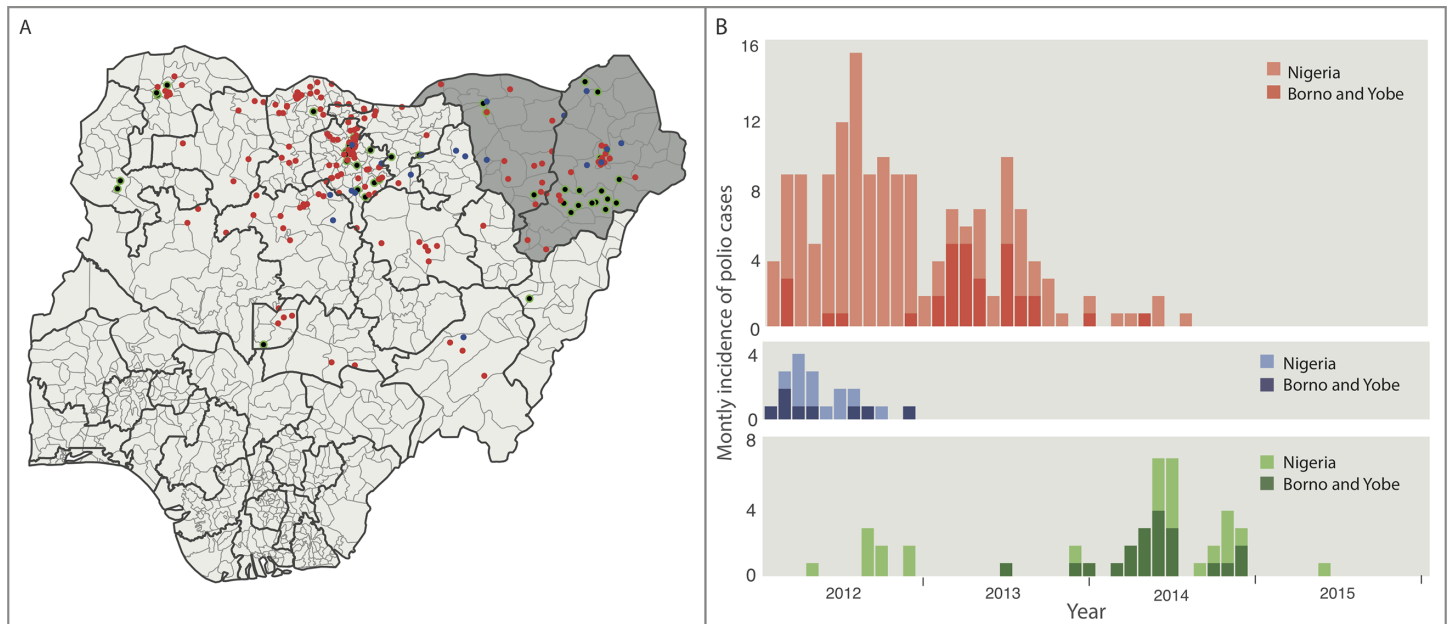 A
B
Montly incidence of polio cases
16
12
8
4
0
Nigeria
Borno and Yobe
4
0
Nigeria
Borno and Yobe
8
4
0
Nigeria
Borno and Yobe
2012
2013
2014
2015
Year